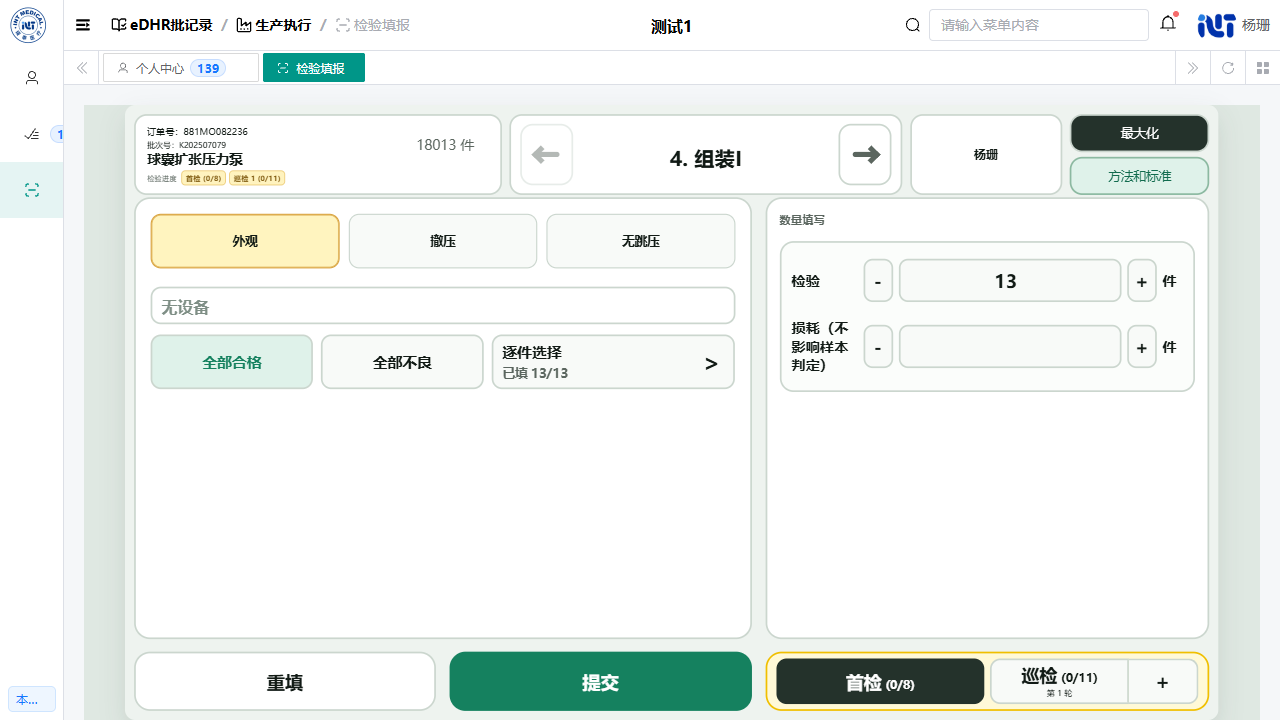 eDHR批记录 / 生产执行 / 检验填报
测试1
请输入菜单内容
杨珊
个人中心 139
检验填报
1
订单号：881MO082236
批次号：K202507079
球囊扩张压力泵
检验进度 首检 (0/8) 巡检 1 (0/11)
18013 件
4. 组装Ⅰ
杨珊
最大化
方法和标准
外观
撤压
无跳压
无设备
全部合格
全部不良
逐件选择
已填 13/13
>
数量填写
检验 - 13 + 件
损耗（不
影响样本
判定） - + 件
重填
提交
首检 (0/8)
巡检 (0/11)
第 1 轮
+
本...